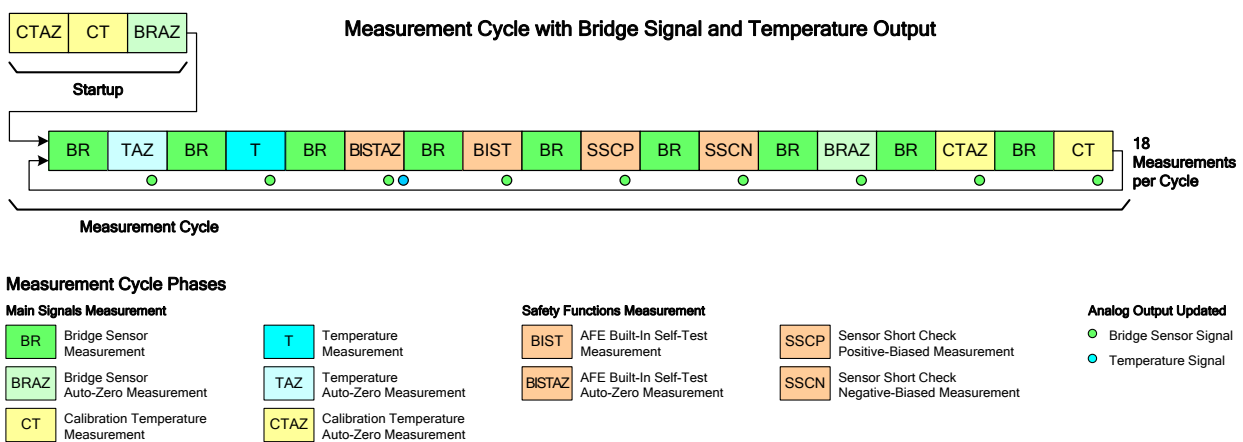 CTAZ CT BRAZ
Measurement Cycle with Bridge Signal and Temperature Output
Startup
BR TAZ BR T BR BISTAZ BR BIST BR SSCP BR SSCN BR BRAZ BR CTAZ BR CT
18
Measurements
per Cycle
Measurement Cycle
Measurement Cycle Phases
Main Signals Measurement
BR
Bridge Sensor
Measurement
BRAZ
Bridge Sensor
Auto-Zero Measurement
CT
Calibration Temperature
Measurement
T
Temperature
Measurement
TAZ
Temperature
Auto-Zero Measurement
CTAZ
Calibration Temperature
Auto-Zero Measurement
Safety Functions Measurement
BIST
AFE Built-In Self-Test
Measurement
BISTAZ
AFE Built-In Self-Test
Auto-Zero Measurement
SSCP
Sensor Short Check
Positive-Biased Measurement
SSCN
Sensor Short Check
Negative-Biased Measurement
Analog Output Updated
Bridge Sensor Signal
Temperature Signal